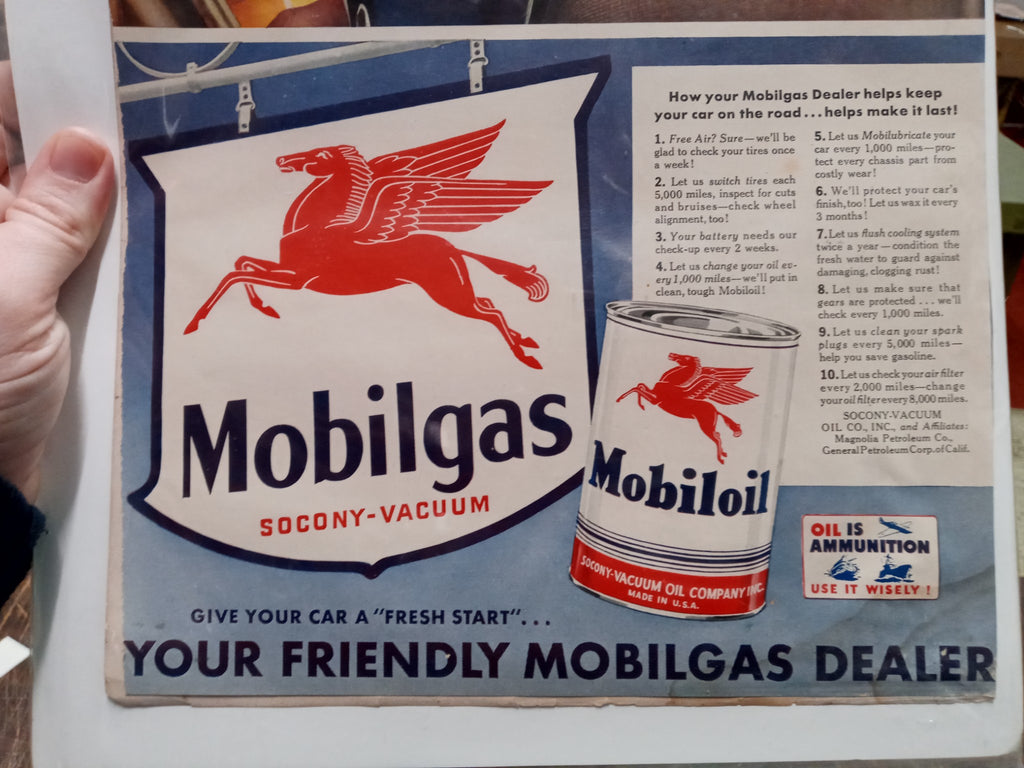 Mobilgas
SOCONY-VACUUM
How your Mobilgas Dealer helps keep
your car on the road...helps make it last!
1. Free Air? Sure—we'll be
glad to check your tires once
a week!
2. Let us switch tires each
5,000 miles, inspect for cuts
and bruises—check wheel
alignment, too!
3. Your battery needs our
check-up every 2 weeks.
4. Let us change your oil ev-
ery 1,000 miles—we'll put in
clean, tough Mobiloil!
5. Let us Mobilubricate your
car every 1,000 miles—pro-
tect every chassis part from
costly wear!
6. We'll protect your car's
finish, too! Let us wax it every
3 months!
7. Let us flush cooling system
twice a year—condition the
fresh water to guard against
damaging, clogging rust!
8. Let us make sure that
gears are protected...we'll
check every 1,000 miles.
9. Let us clean your spark
plugs every 5,000 miles—
help you save gasoline.
10. Let us check your air filter
every 2,000 miles—change
your oil filter every 8,000 miles.
SOCONY-VACUUM
OIL CO., INC., and Affiliates:
Magnolia Petroleum Co.,
General Petroleum Corp. of Calif.
Mobiloil
SOCONY-VACUUM OIL COMPANY INC.
MADE IN U.S.A.
OIL IS
AMMUNITION
USE IT WISELY!
GIVE YOUR CAR A "FRESH START"...
YOUR FRIENDLY MOBILGAS DEALER